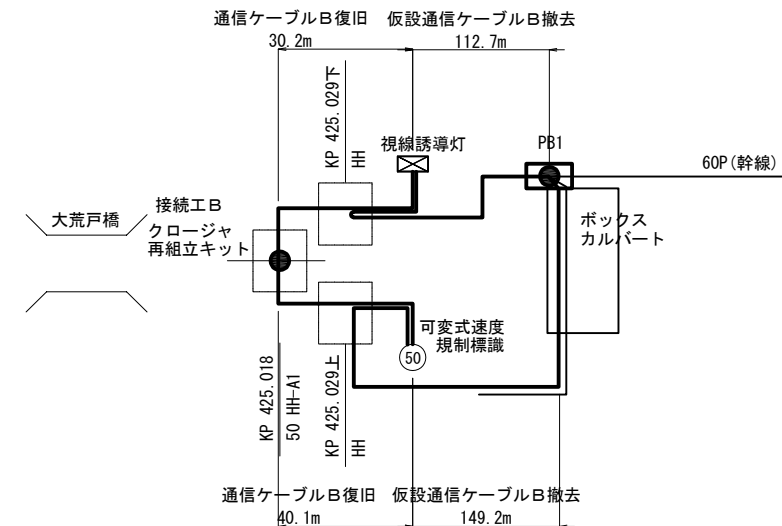 通信ケーブルB復旧 仮設通信ケーブルB撤去
30.2m 112.7m
KP 425.029下
HH
視線誘導灯
PB1
60P(幹線)
大荒戸橋
接続工B
クロージャ
再組立キット
ボックス
カルバート
可変式速度
規制標識
50
KP 425.018
50 HH-A1
KP 425.029上
HH
通信ケーブルB復旧 仮設通信ケーブルB撤去
40.1m 149.2m